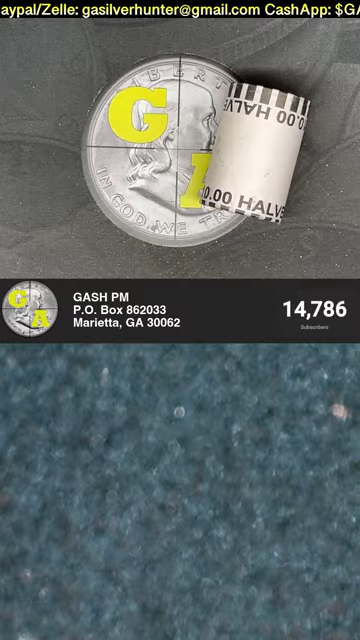 aypal/Zelle: gasilverhunter@gmail.com CashApp: $GA
LIBERT
G
0.00 HALVE
IN GOD WE TR
0.00 HALVE
G
A
GASH PM
P.O. Box 862033
Marietta, GA 30062
14,786
Subscribers